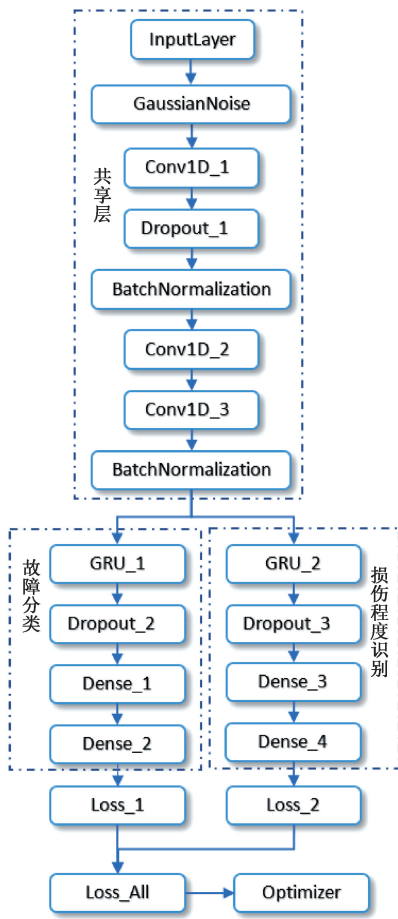 InputLayer
GaussianNoise
Conv1D_1
共享层
Dropout_1
BatchNormalization
Conv1D_2
Conv1D_3
BatchNormalization
故障分类
GRU_1
Dropout_2
Dense_1
Dense_2
GRU_2
Dropout_3
Dense_3
Dense_4
损伤程度识别
Loss_1
Loss_2
Loss_All
Optimizer